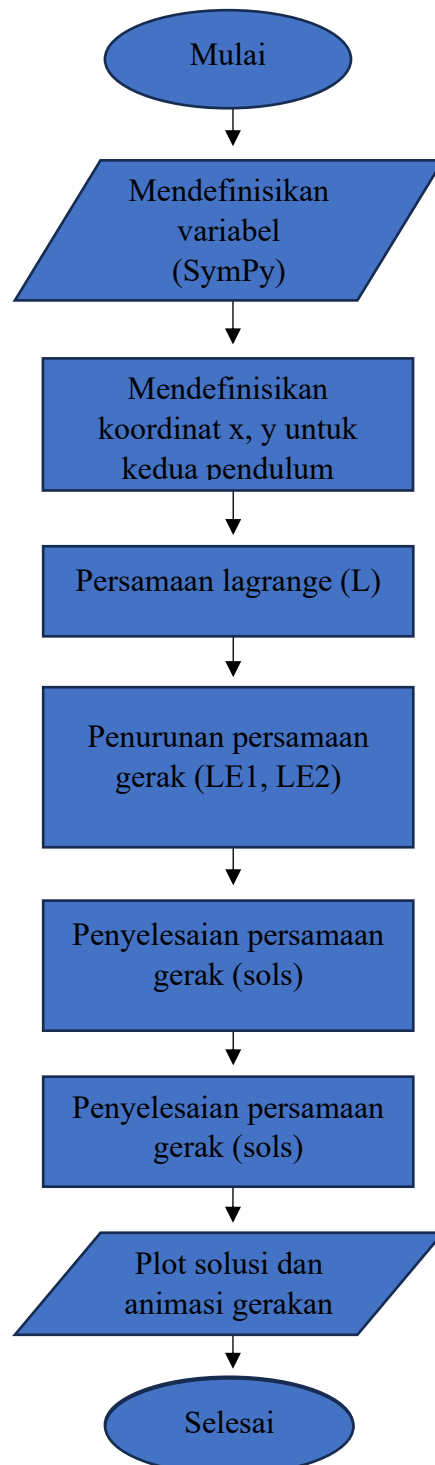 Mulai
Mendefinisikan
variabel
(SymPy)
Mendefinisikan
koordinat x, y untuk
kedua pendulum
Persamaan lagrange (L)
Penurunan persamaan
gerak (LE1, LE2)
Penyelesaian persamaan
gerak (sols)
Penyelesaian persamaan
gerak (sols)
Plot solusi dan
animasi gerakan
Selesai